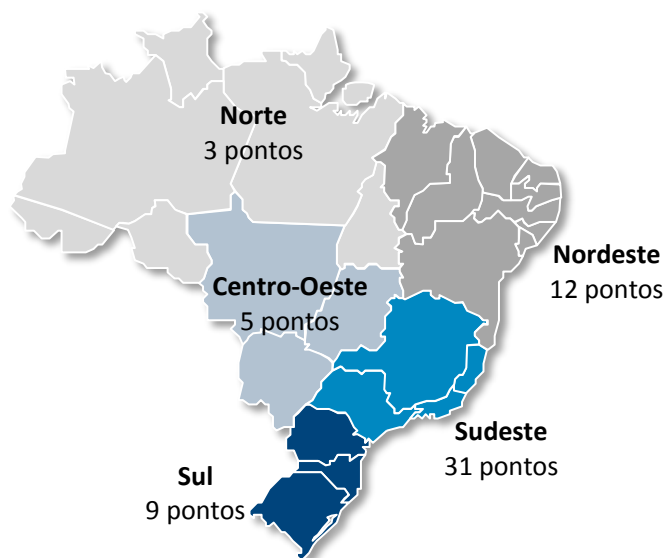 Norte
3 pontos
Nordeste
12 pontos
Centro-Oeste
5 pontos
Sudeste
31 pontos
Sul
9 pontos